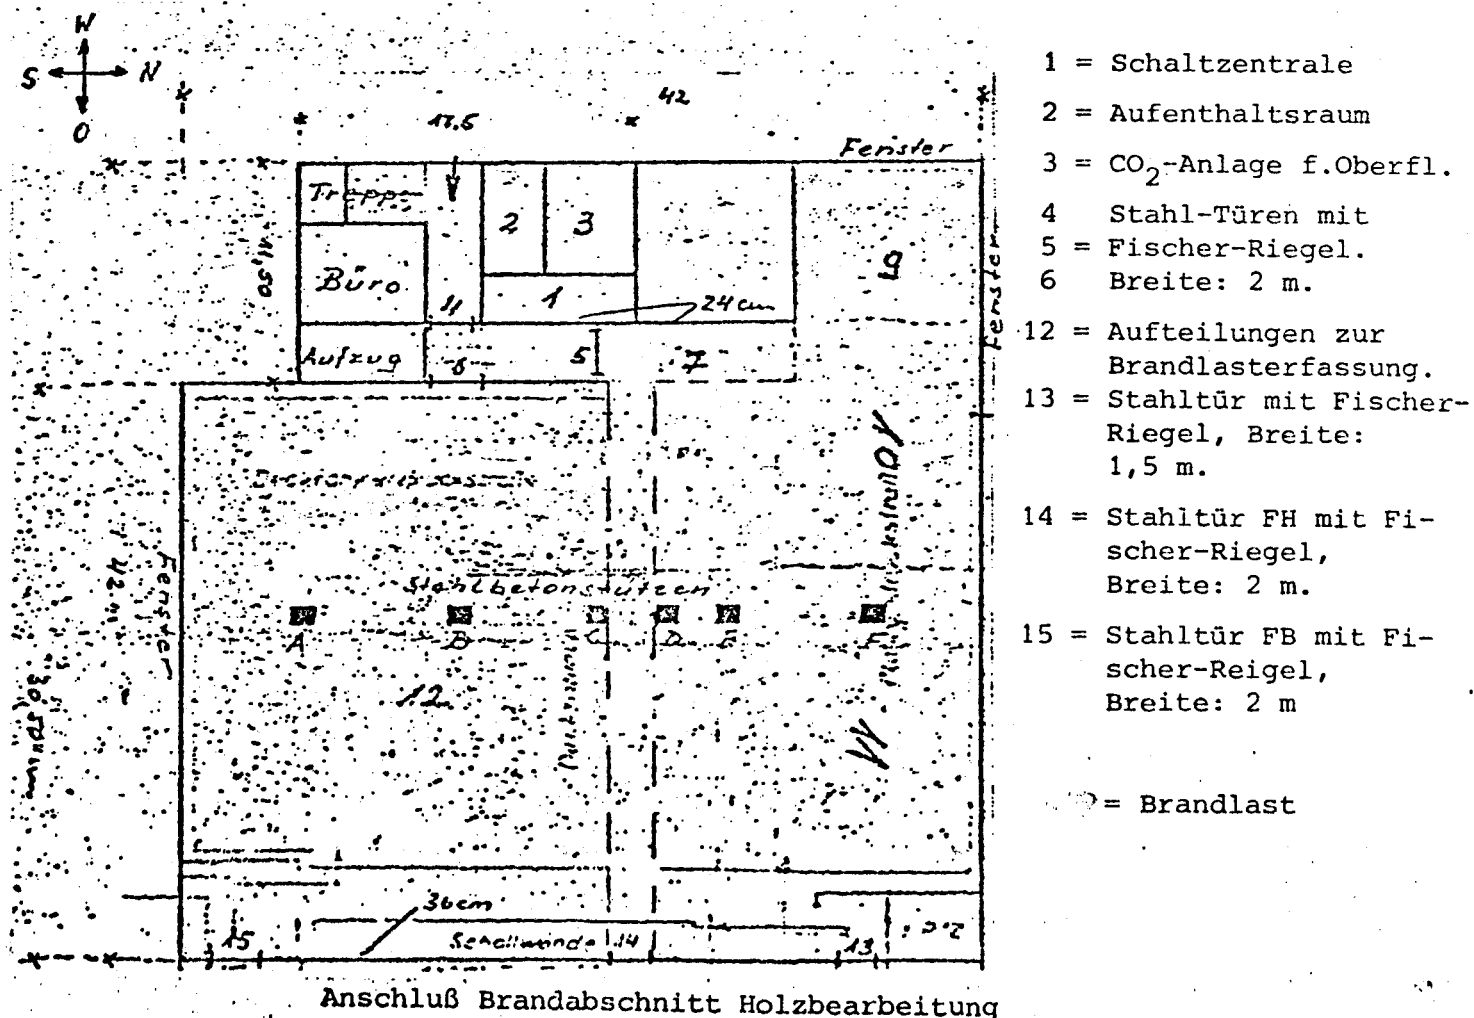 W
S N
O
42
17,5
Fenster
Treppe
2 3
Büro
1
24 cm
11,50
4
9
Fenster
Aufzug
6
5
7
Stahlbetonstützen
A B C D E F
12
Fenster
42 m
36cm
15
Schallwände
14
13
Anschluß Brandabschnitt Holzbearbeitung
1 = Schaltzentrale
2 = Aufenthaltsraum
3 = CO2-Anlage f.Oberfl.
4 Stahl-Türen mit
5 = Fischer-Riegel.
6 Breite: 2 m.
12 = Aufteilungen zur
Brandlasterfassung.
13 = Stahltür mit Fischer-
Riegel, Breite:
1,5 m.
14 = Stahltür FH mit Fi-
scher-Riegel,
Breite: 2 m.
15 = Stahltür FB mit Fi-
scher-Reigel,
Breite: 2 m
= Brandlast